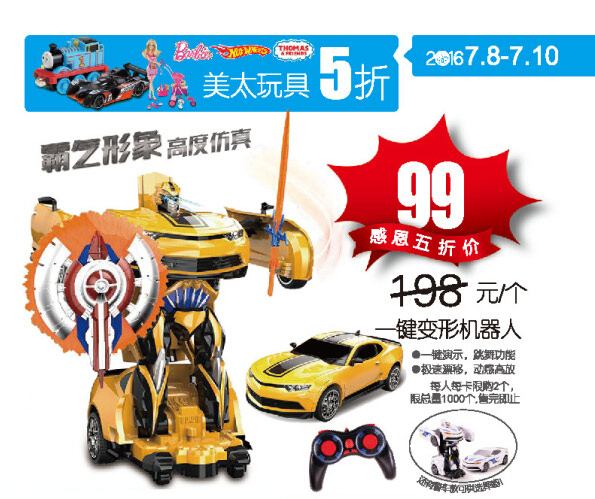 Barbie
Hot Wheels
THOMAS
& FRIENDS
美太玩具5折
2016 7.8-7.10
霸气形象 高度仿真
99
感恩五折价
198 元/个
一键变形机器人
●一键演示，跳舞功能
●极速漂移，动感高放
每人每卡限购2个，
限总量1000个,售完即止